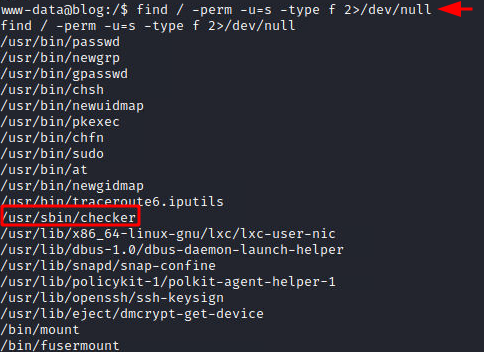 www-data@blog:/$ find / -perm -u=s -type f 2>/dev/null
find / -perm -u=s -type f 2>/dev/null
/usr/bin/passwd
/usr/bin/newgrp
/usr/bin/gpasswd
/usr/bin/chsh
/usr/bin/newuidmap
/usr/bin/pkexec
/usr/bin/chfn
/usr/bin/sudo
/usr/bin/at
/usr/bin/newgidmap
/usr/bin/traceroute6.iputils
/usr/sbin/checker
/usr/lib/x86_64-linux-gnu/lxc/lxc-user-nic
/usr/lib/dbus-1.0/dbus-daemon-launch-helper
/usr/lib/snapd/snap-confine
/usr/lib/policykit-1/polkit-agent-helper-1
/usr/lib/openssh/ssh-keysign
/usr/lib/eject/dmcrypt-get-device
/bin/mount
/bin/fusermount